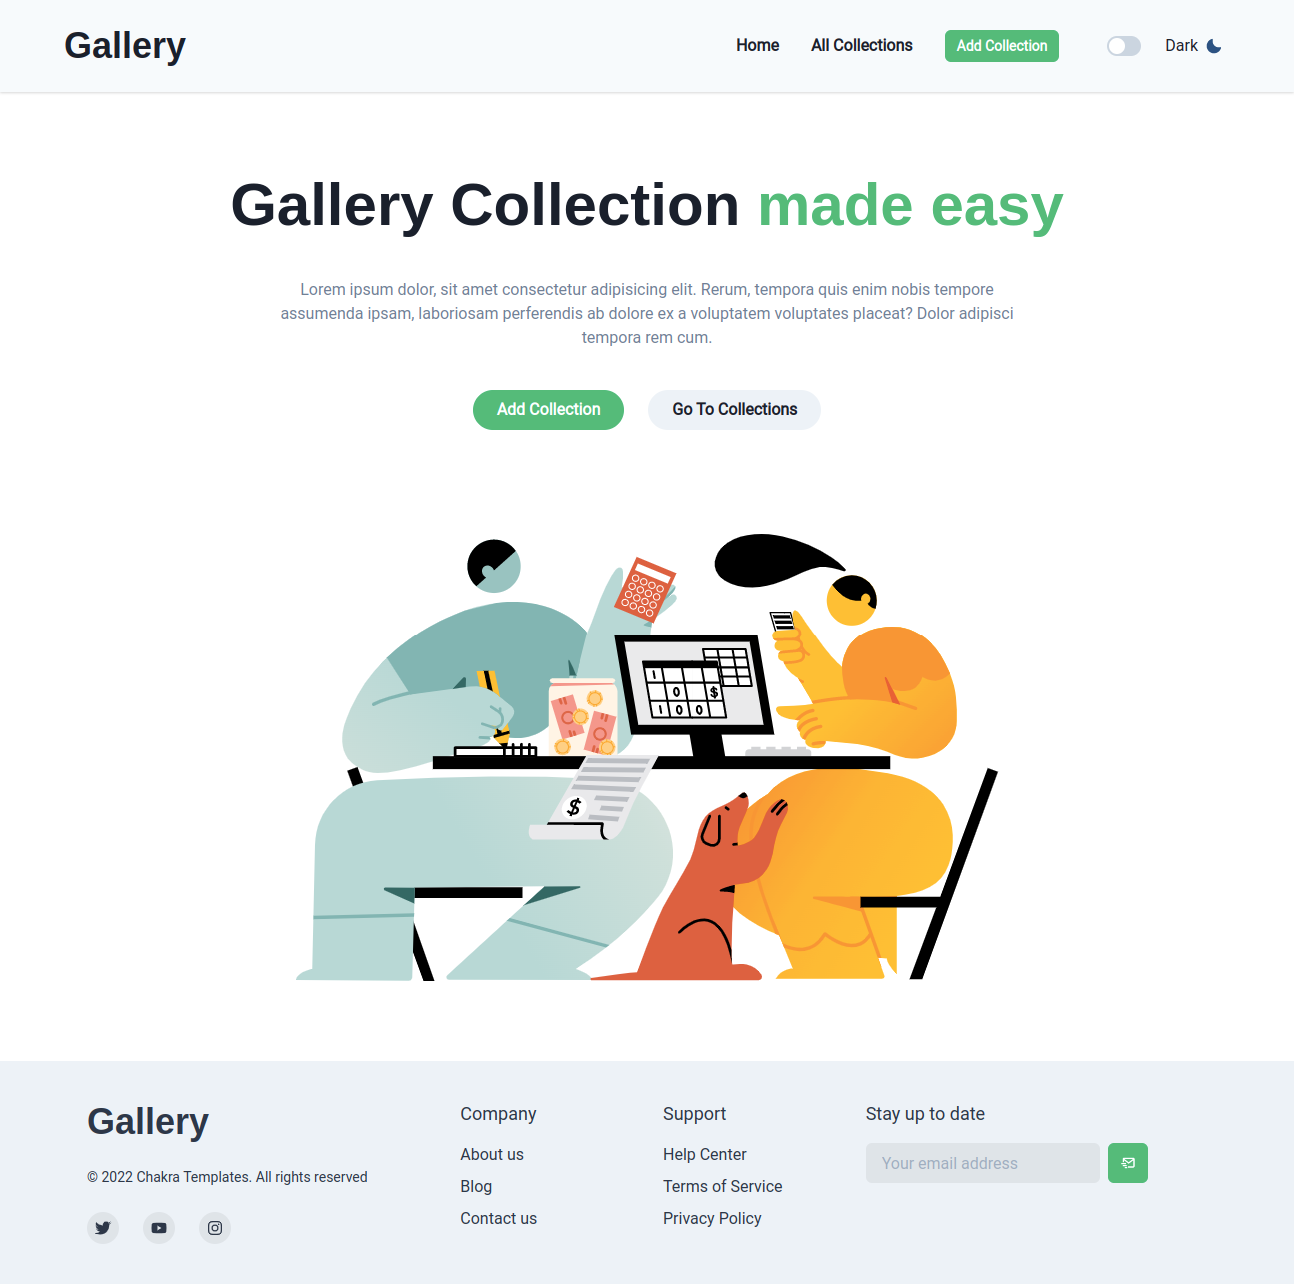 Gallery
Home
All Collections
Add Collection
Dark
Gallery Collection made easy
Lorem ipsum dolor, sit amet consectetur adipisicing elit. Rerum, tempora quis enim nobis tempore
assumenda ipsam, laboriosam perferendis ab dolore ex a voluptatem voluptates placeat? Dolor adipisci
tempora rem cum.
Add Collection
Go To Collections
1
0
$
1 0 0
$
Gallery
© 2022 Chakra Templates. All rights reserved
Company
About us
Blog
Contact us
Support
Help Center
Terms of Service
Privacy Policy
Stay up to date
Your email address